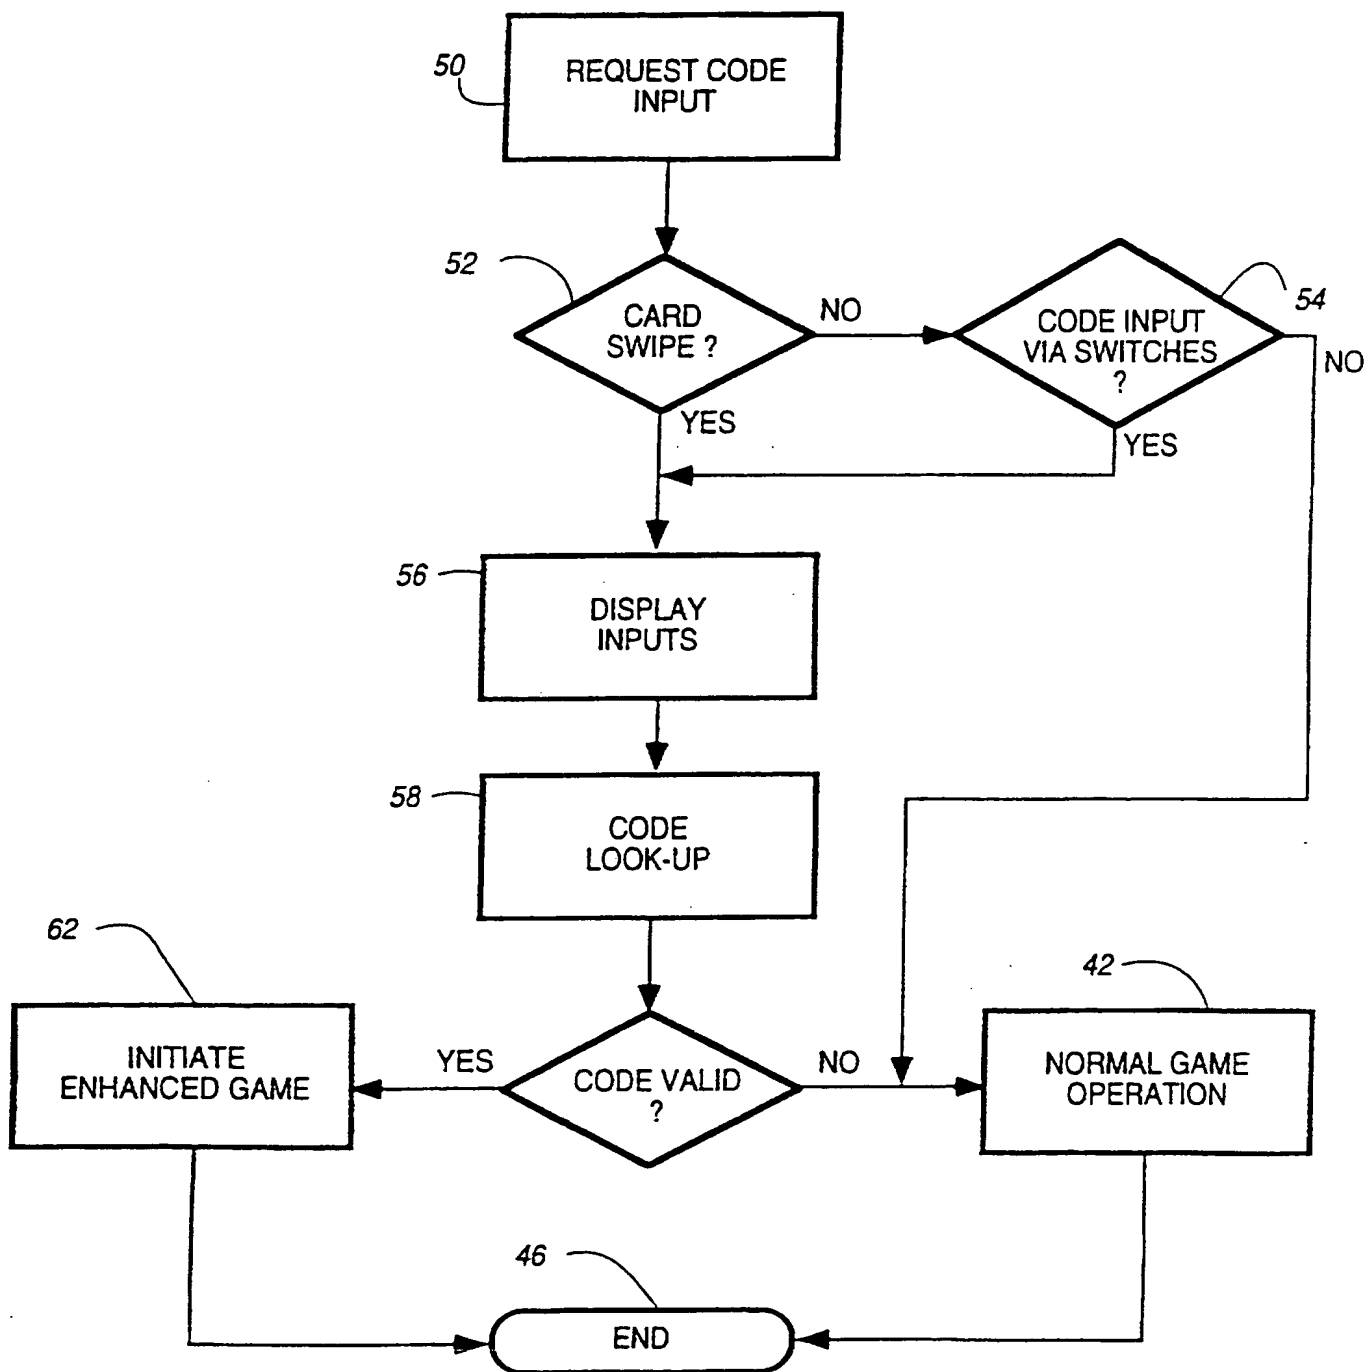 50
REQUEST CODE
INPUT
52
CARD
SWIPE ?
NO
54
CODE INPUT
VIA SWITCHES
?
NO
YES
YES
56
DISPLAY
INPUTS
58
CODE
LOOK-UP
62
INITIATE
ENHANCED GAME
YES
CODE VALID
?
NO
42
NORMAL GAME
OPERATION
46
END